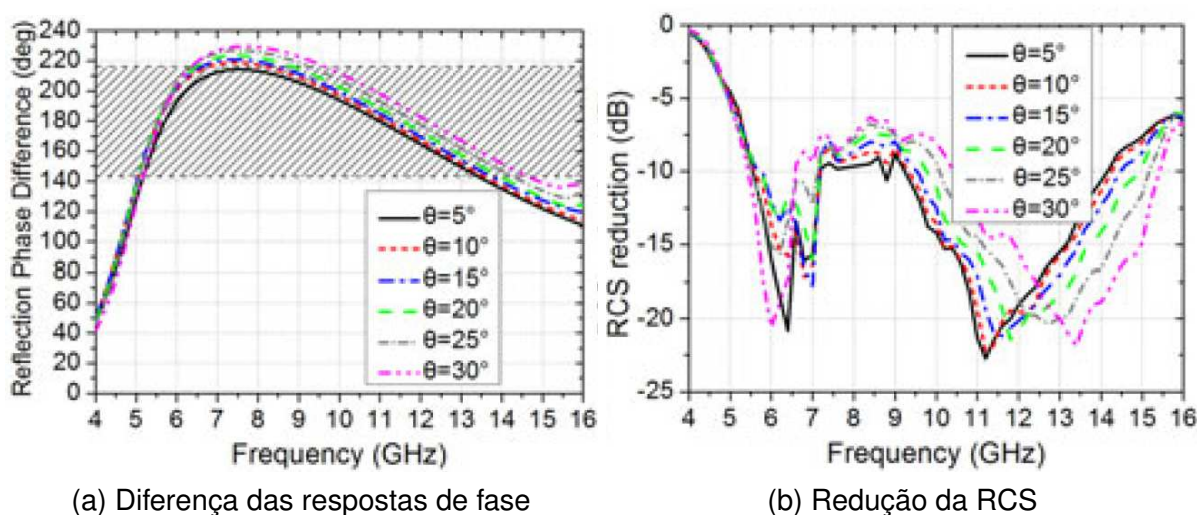 Reflection Phase Difference (deg)
240
220
200
180
160
140
120
100
80
60
40
20
0
θ=5°
θ=10°
θ=15°
θ=20°
θ=25°
θ=30°
4 5 6 7 8 9 10 11 12 13 14 15 16
Frequency (GHz)
(a) Diferença das respostas de fase
RCS reduction (dB)
0
-5
-10
-15
-20
-25
θ=5°
θ=10°
θ=15°
θ=20°
θ=25°
θ=30°
4 5 6 7 8 9 10 11 12 13 14 15 16
Frequency (GHz)
(b) Redução da RCS